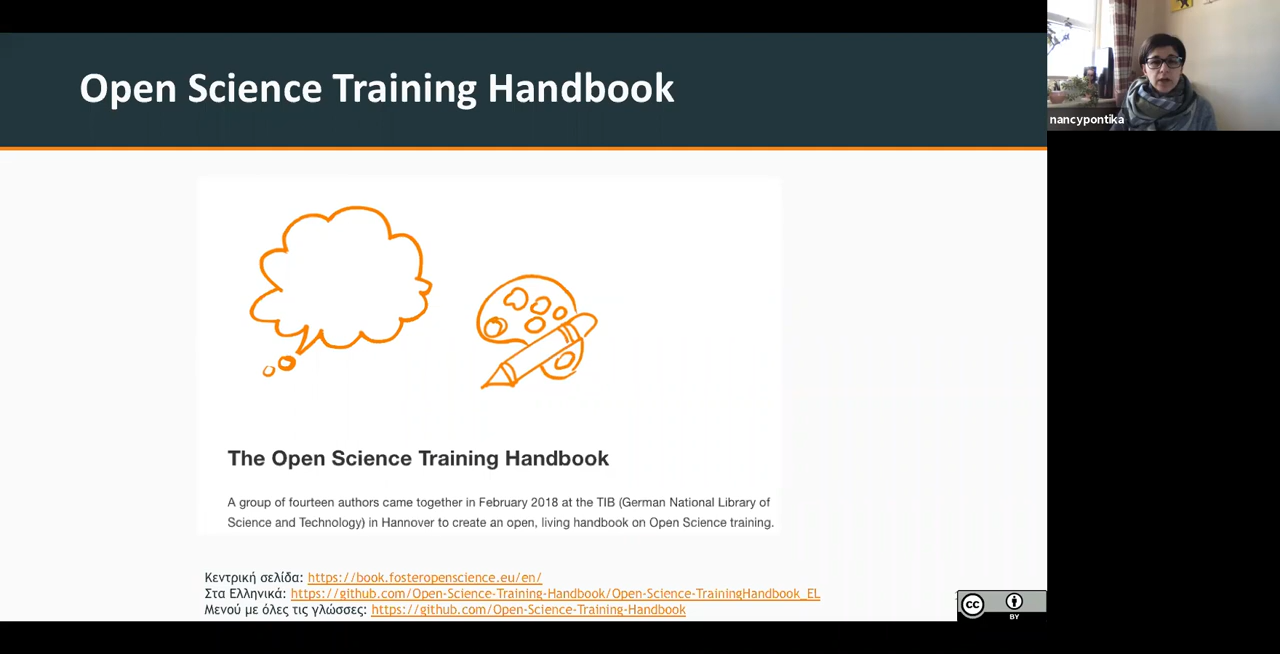 Open Science Training Handbook
nancypontika
The Open Science Training Handbook
A group of fourteen authors came together in February 2018 at the TIB (German National Library of
Science and Technology) in Hannover to create an open, living handbook on Open Science training.
Κεντρική σελίδα: https://book.fosteropenscience.eu/en/
Στα Ελληνικά: https://github.com/Open-Science-Training-Handbook/Open-Science-TrainingHandbook_EL
Μενού με όλες τις γλώσσες: https://github.com/Open-Science-Training-Handbook
cc
BY